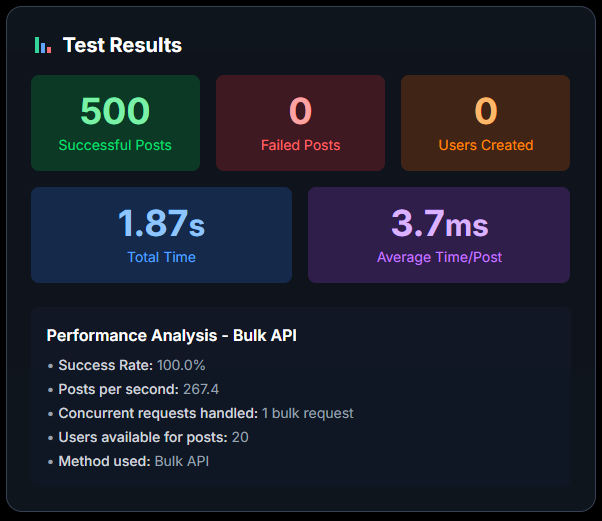 Test Results
500
Successful Posts
0
Failed Posts
0
Users Created
1.87s
Total Time
3.7ms
Average Time/Post
Performance Analysis - Bulk API
• Success Rate: 100.0%
• Posts per second: 267.4
• Concurrent requests handled: 1 bulk request
• Users available for posts: 20
• Method used: Bulk API